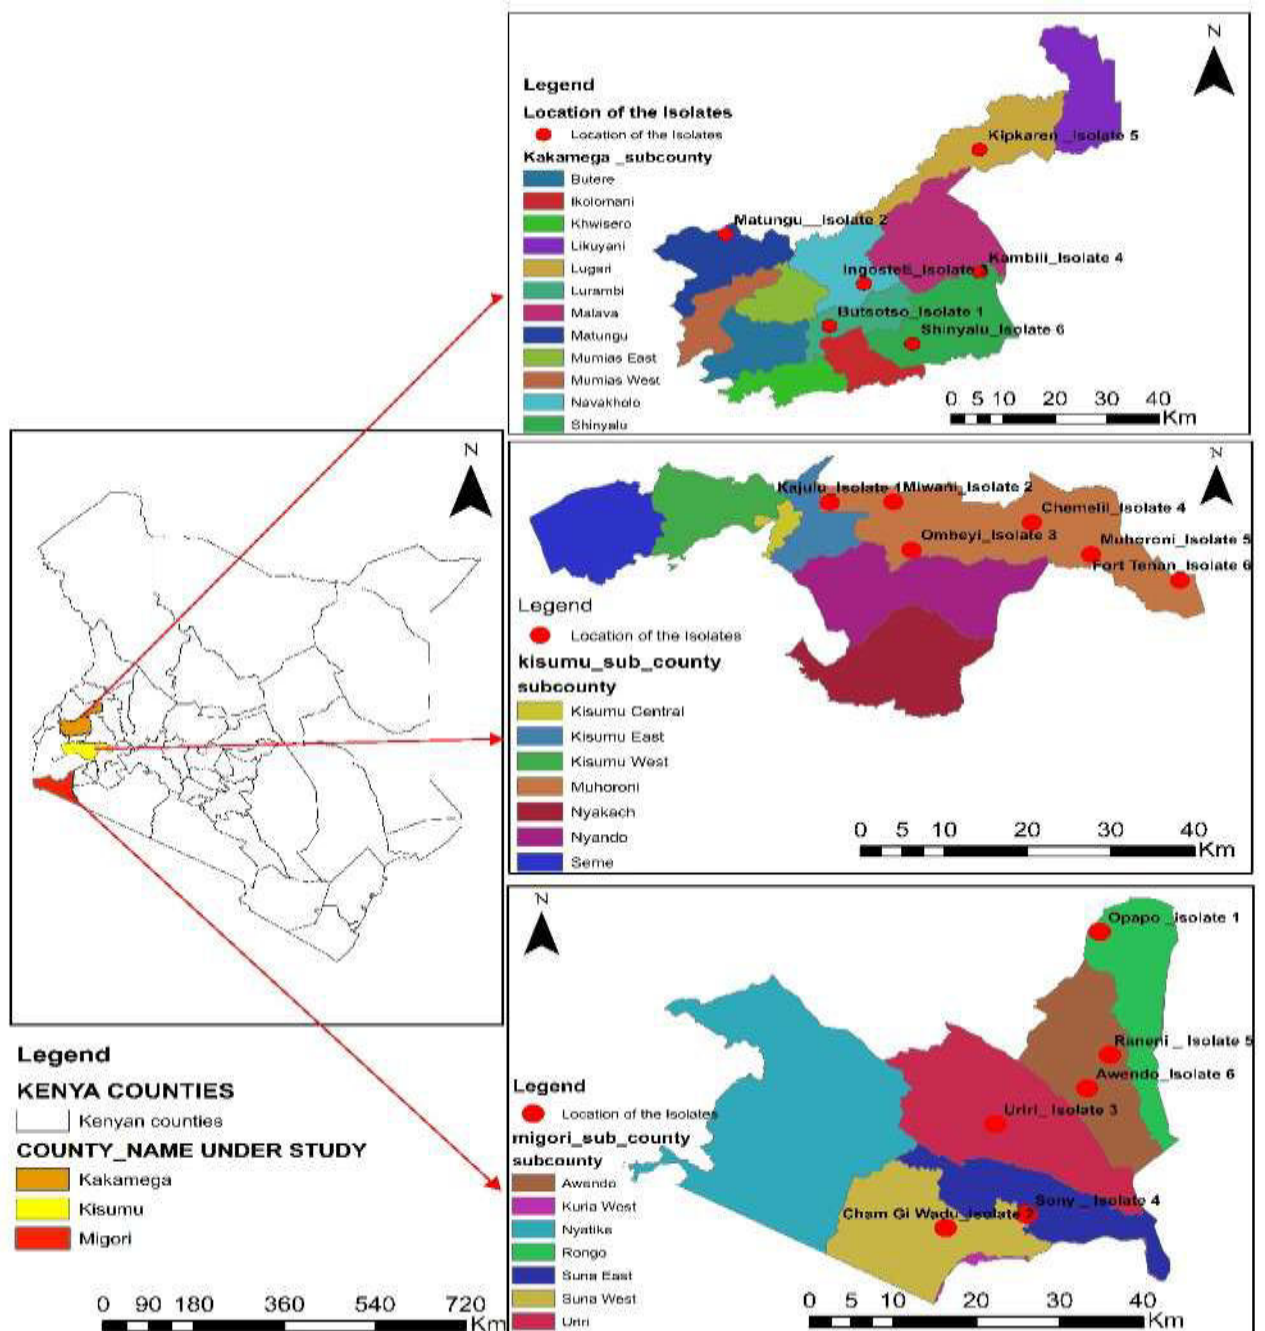 N
Legend
Location of the Isolates
Location of the Isolates
Kakamega _subcounty
Butere
Ikolomani
Khwisero
Likuyani
Lugari
Lurambi
Malava
Matungu
Mumias East
Mumias West
Navakholo
Shinyalu
Kipkaren _Isolate 5
Matungu__Isolate 2
Kambili_Isolate 4
Ingosteti_Isolate 3
Butsotso_Isolate 1
Shinyalu_Isolate 6
0 5 10 20 30 40
Km
N
Kajulu_Isolate 1
Miwani_Isolate 2
Chemelil_Isolate 4
Ombeyi_Isolate 3
Muhoroni_Isolate 5
Fort Tenan_Isolate 6
Legend
Location of the Isolates
kisumu_sub_county
subcounty
Kisumu Central
Kisumu East
Kisumu West
Muhoroni
Nyakach
Nyando
Seme
0 5 10 20 30 40
Km
N
Opapo _isolate 1
Raneni _ Isolate 5
Awendo_Isolate 6
Uriri_ Isolate 3
Sony _ Isolate 4
Cham Gi Wadu_isolate 2
Legend
Location of the Isolates
migori_sub_county
subcounty
Awendo
Kuria West
Nyatike
Rongo
Suna East
Suna West
Uriri
0 5 10 20 30 40
Km
N
Legend
KENYA COUNTIES
Kenyan counties
COUNTY_NAME UNDER STUDY
Kakamega
Kisumu
Migori
0 90 180 360 540 720
Km